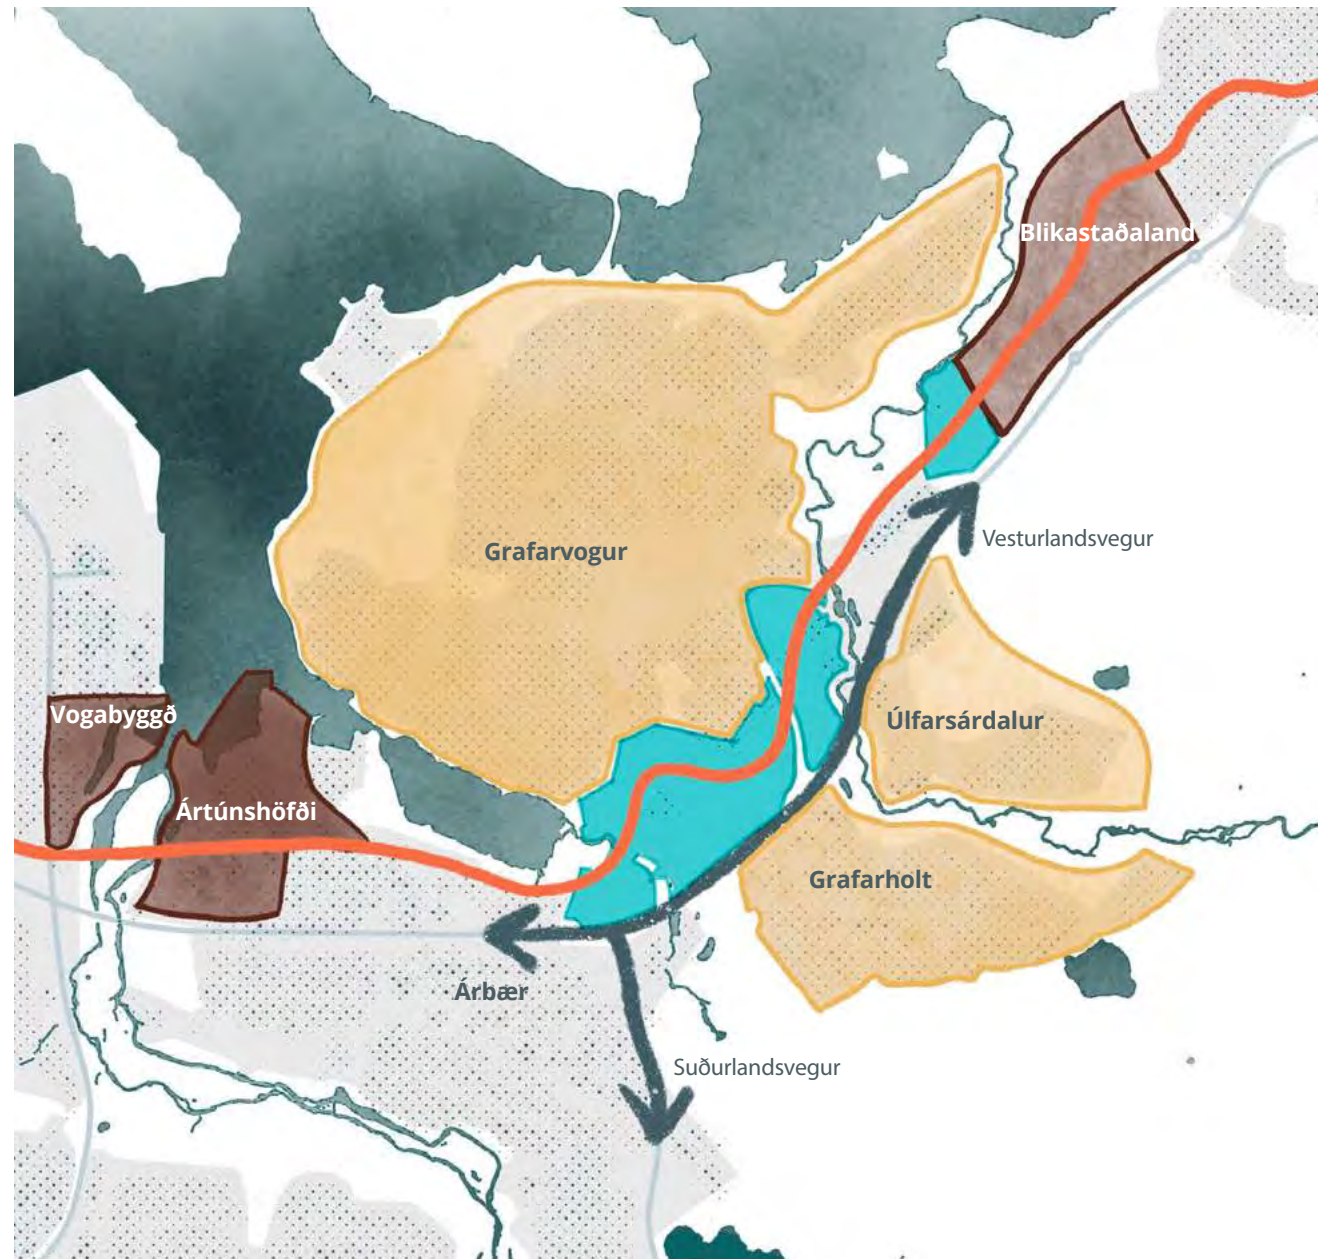 Blikastaðaland
Vesturlandsvegur
Grafarvogur
Vogabyggð
Úlfarsárdalur
Ártúnshöfði
Grafarholt
Árbær
Suðurlandsvegur